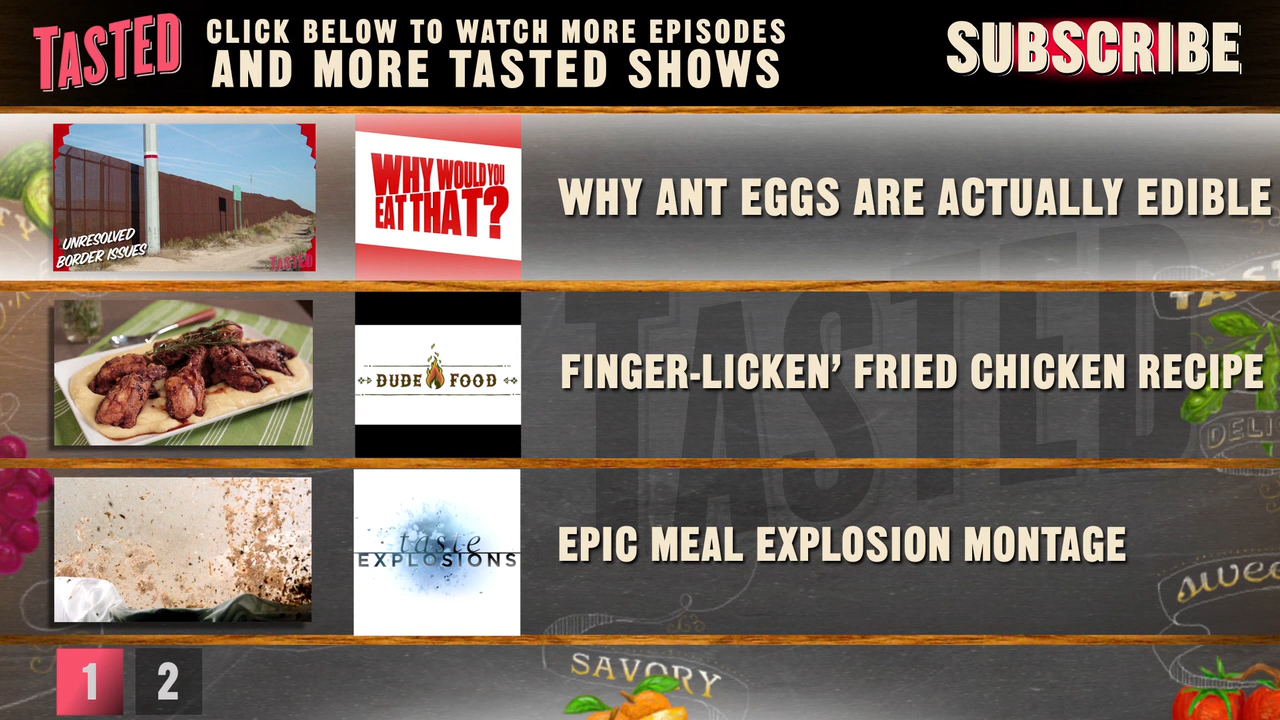 TASTED
CLICK BELOW TO WATCH MORE EPISODES
AND MORE TASTED SHOWS
SUBSCRIBE
UNRESOLVED
BORDER ISSUES
TASTED
WHY WOULD YOU
EAT THAT?
WHY ANT EGGS ARE ACTUALLY EDIBLE
DUDE FOOD
FINGER-LICKEN' FRIED CHICKEN RECIPE
TASTED
taste
EXPLOSIONS
EPIC MEAL EXPLOSION MONTAGE
1
2
SAVORY